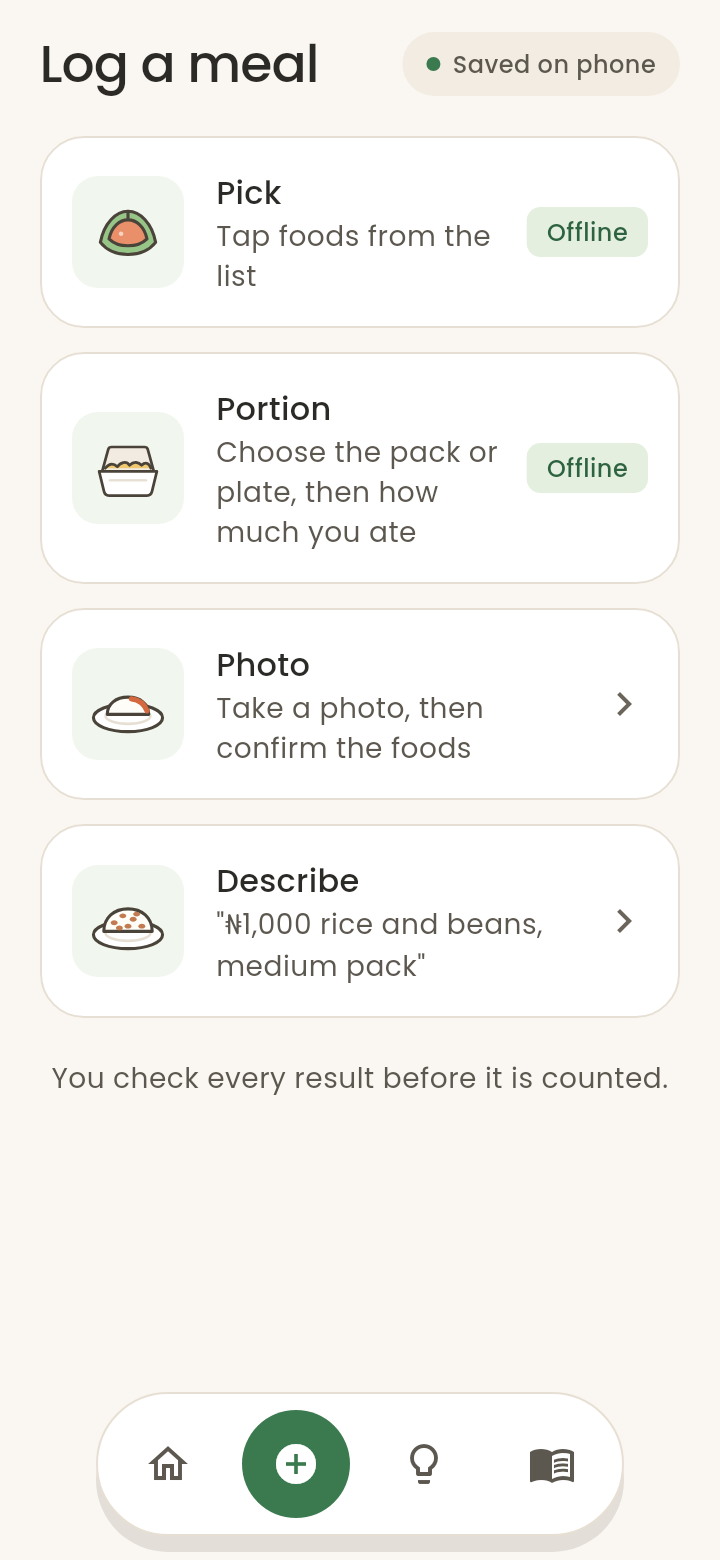 Log a meal
Saved on phone
Pick
Tap foods from the
list
Offline
Portion
Choose the pack or
plate, then how
much you ate
Offline
Photo
Take a photo, then
confirm the foods
Describe
"₦1,000 rice and beans,
medium pack"
You check every result before it is counted.